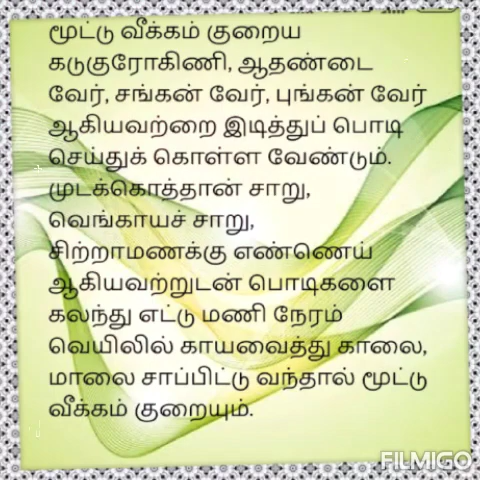 மூட்டு வீக்கம் குறைய
கடுகுரோகிணி, ஆதண்டை
வேர், சங்கன் வேர், புங்கன் வேர்
ஆகியவற்றை இடித்துப் பொடி
செய்துக் கொள்ள வேண்டும்.
முடக்கொத்தான் சாறு,
வெங்காயச் சாறு,
சிற்றாமணக்கு எண்ணெய்
ஆகியவற்றுடன் பொடிகளை
கலந்து எட்டு மணி நேரம்
வெயிலில் காயவைத்து காலை,
மாலை சாப்பிட்டு வந்தால் மூட்டு
வீக்கம் குறையும்.
FILMIGO